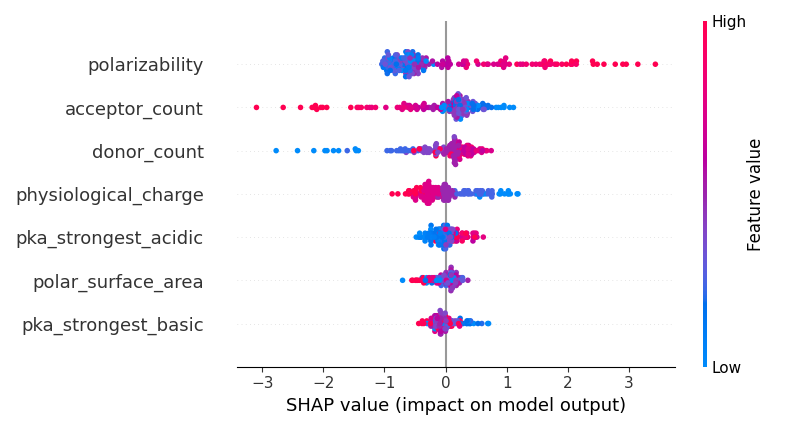 High
polarizability
acceptor_count
donor_count
physiological_charge
pka_strongest_acidic
polar_surface_area
pka_strongest_basic
Feature value
Low
−3 −2 −1 0 1 2 3
SHAP value (impact on model output)